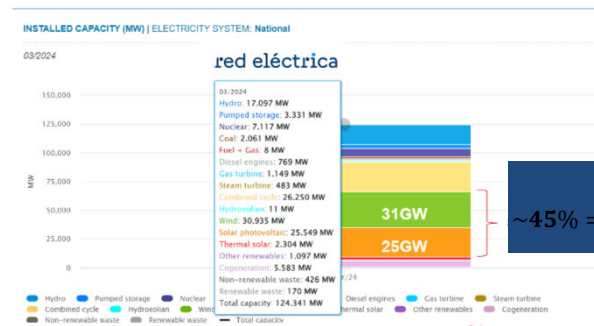 INSTALLED CAPACITY (MW) | ELECTRICITY SYSTEM: National
03/2024
red eléctrica
150,000
125,000
100,000
75,000
50,000
25,000
0
MW
03/2024
Hydro: 17.097 MW
Pumped storage: 3.331 MW
Nuclear: 7.117 MW
Coal: 2.061 MW
Fuel + Gas: 8 MW
Diesel engines: 769 MW
Gas turbine: 1.149 MW
Steam turbine: 483 MW
Combined cycle: 26.250 MW
Hydroeolian: 11 MW
Wind: 30.935 MW
Solar photovoltaic: 25.549 MW
Thermal solar: 2.304 MW
Other renewables: 1.097 MW
Cogeneration: 5.583 MW
Non-renewable waste: 426 MW
Renewable waste: 170 MW
Total capacity: 124.341 MW
31GW
25GW
~45% =
/24
Hydro Pumped storage Nuclear Diesel engines Gas turbine Steam turbine
Combined cycle Hydroeolian Wind hermal solar Other renewables Cogeneration
Non-renewable waste Renewable waste Total capacity